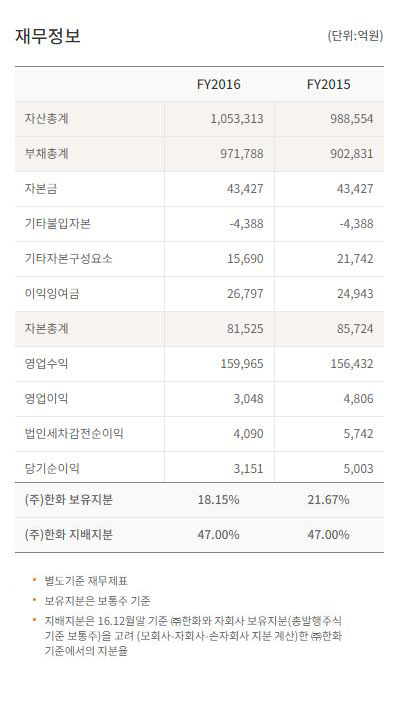 재무정보 (단위:억원)
FY2016 FY2015
자산총계 1,053,313 988,554
부채총계 971,788 902,831
자본금 43,427 43,427
기타불입자본 -4,388 -4,388
기타자본구성요소 15,690 21,742
이익잉여금 26,797 24,943
자본총계 81,525 85,724
영업수익 159,965 156,432
영업이익 3,048 4,806
법인세차감전순이익 4,090 5,742
당기순이익 3,151 5,003
(주)한화 보유지분 18.15% 21.67%
(주)한화 지배지분 47.00% 47.00%
• 별도기준 재무제표
• 보유지분은 보통주 기준
• 지배지분은 16.12월말 기준 ㈜한화와 자회사 보유지분(총발행주식
기준 보통주)을 고려 (모회사-자회사-손자회사 지분 계산)한 ㈜한화
기준에서의 지분율